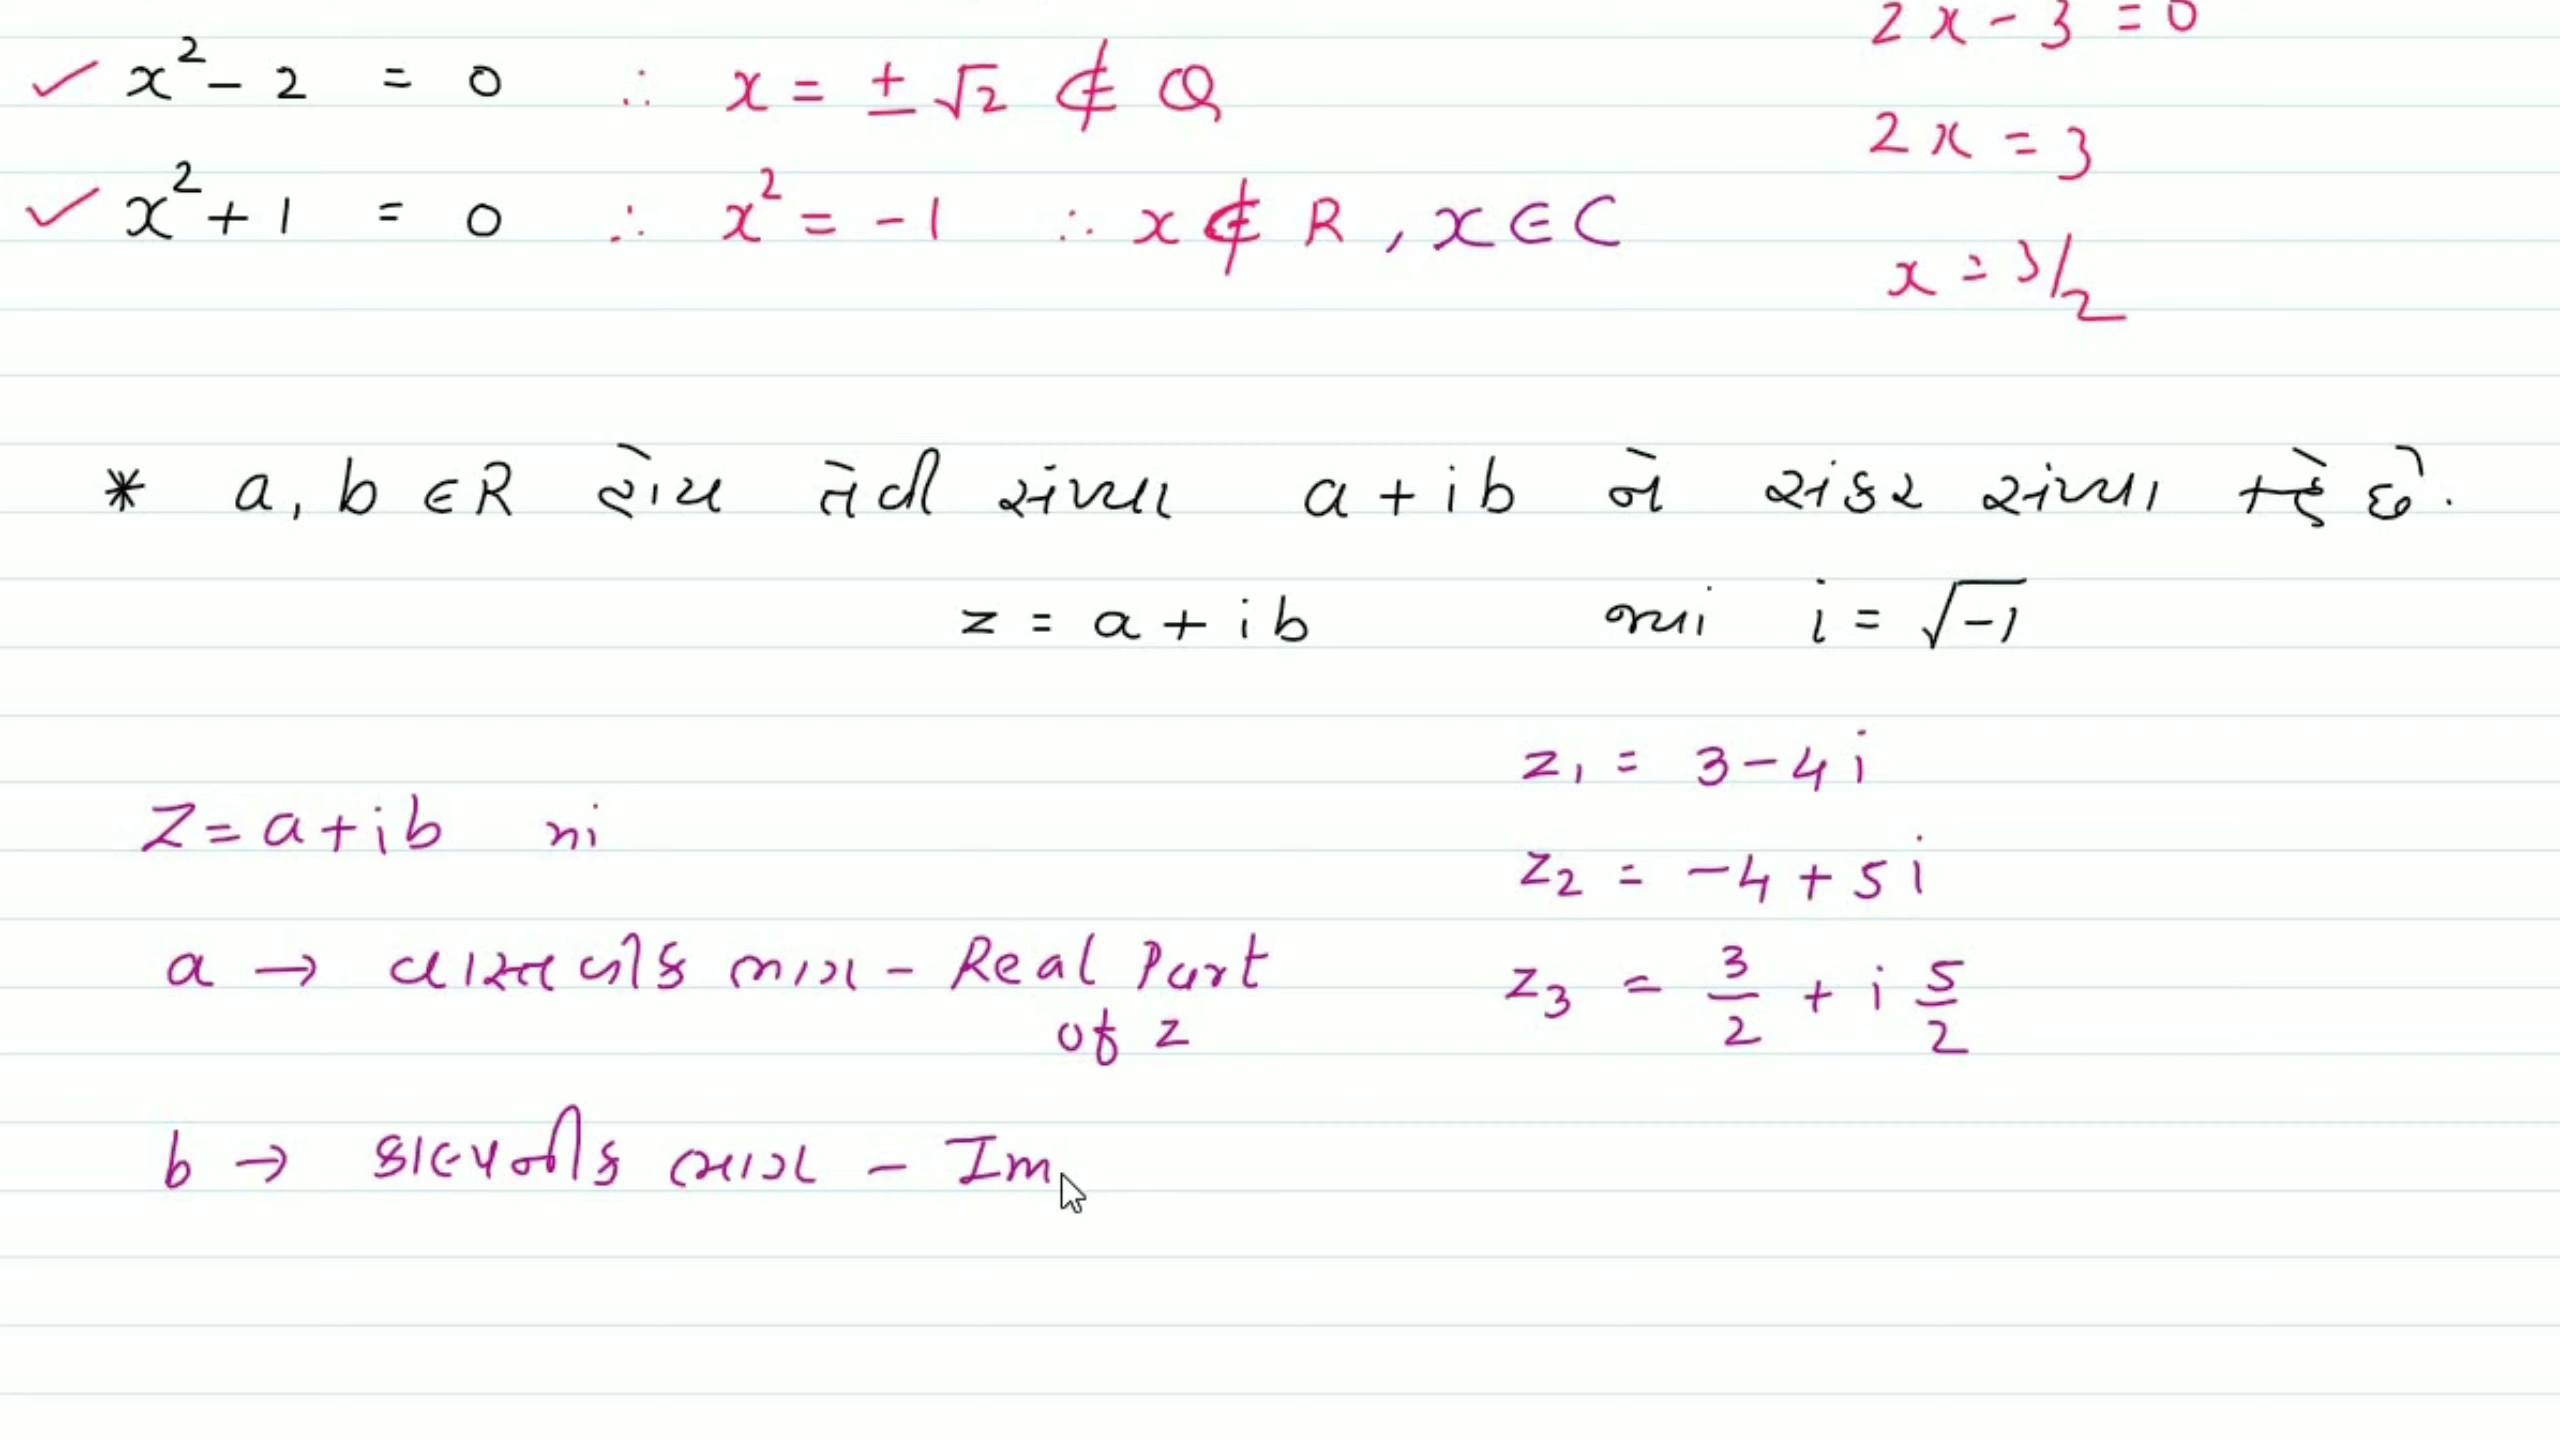 x² - 2 = 0 ∴ x = ± √2 ∉ Q
x² + 1 = 0 ∴ x² = -1 ∴ x ∉ R , x ∈ C
2x - 3 = 0
2x = 3
x = 3/2
* a, b ∈ R હોય તેવી સંખ્યા a + ib ને સંકર સંખ્યા કહે છે.
z = a + ib જ્યાં i = √-1
Z = a + ib માં
a → વાસ્તવીક ભાગ - Real Part
of z
b → કાલ્પનીક ભાગ - Im
z₁ = 3 - 4i
z₂ = -4 + 5i
z₃ = 3/2 + i 5/2